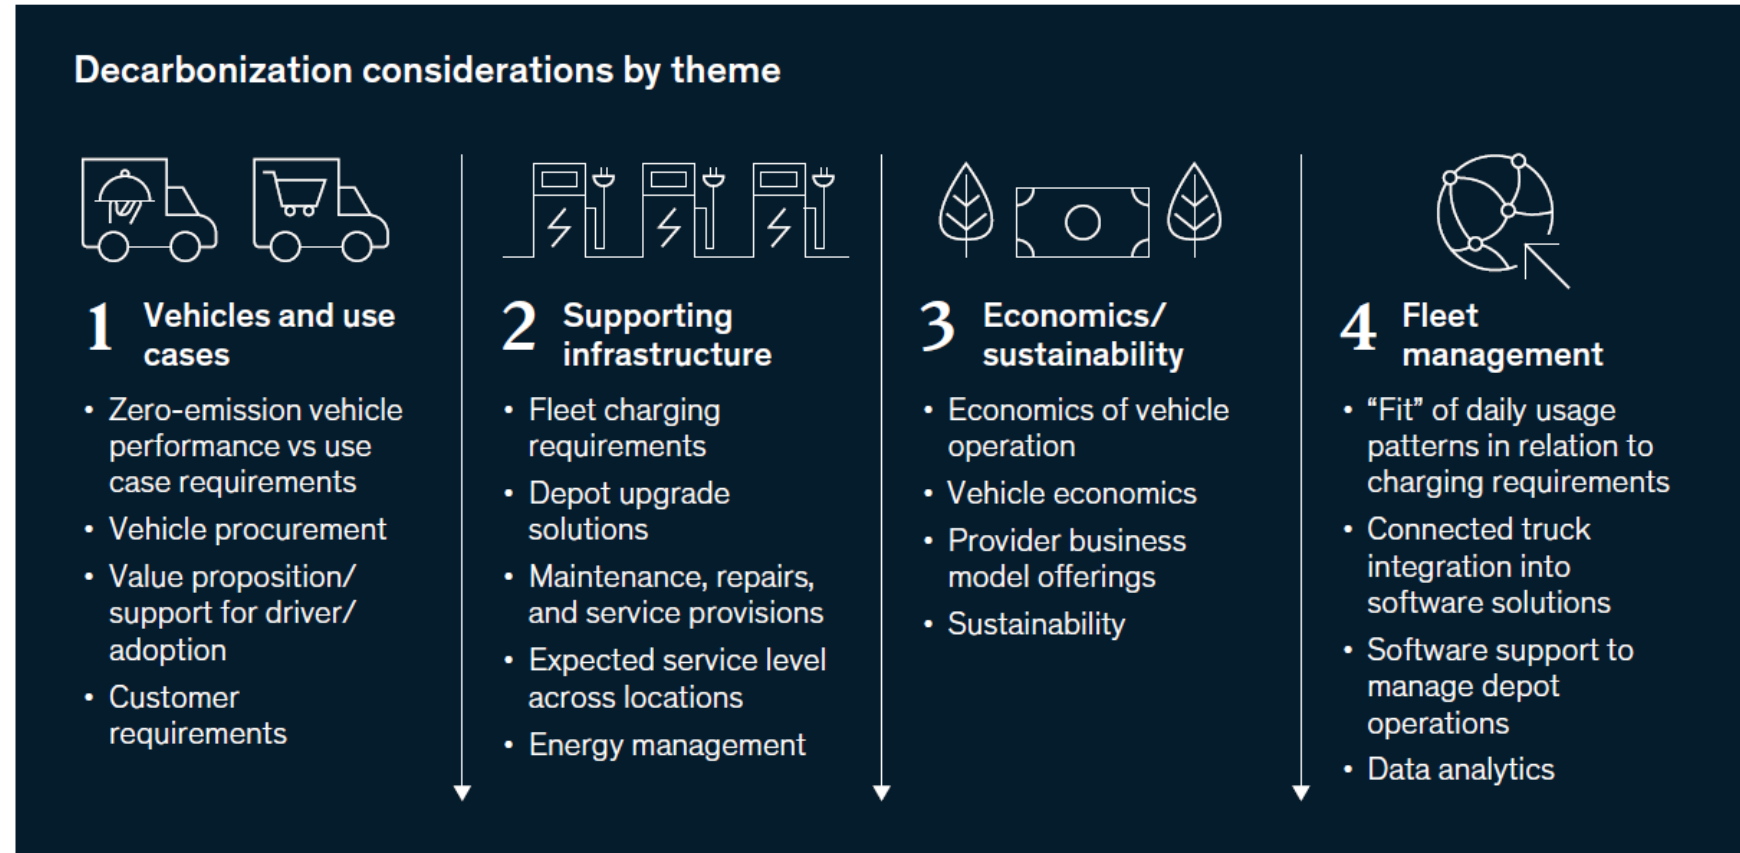 Decarbonization considerations by theme
1 Vehicles and use
cases
• Zero-emission vehicle
performance vs use
case requirements
• Vehicle procurement
• Value proposition/
support for driver/
adoption
• Customer
requirements
2 Supporting
infrastructure
• Fleet charging
requirements
• Depot upgrade
solutions
• Maintenance, repairs,
and service provisions
• Expected service level
across locations
• Energy management
3 Economics/
sustainability
• Economics of vehicle
operation
• Vehicle economics
• Provider business
model offerings
• Sustainability
4 Fleet
management
• “Fit” of daily usage
patterns in relation to
charging requirements
• Connected truck
integration into
software solutions
• Software support to
manage depot
operations
• Data analytics